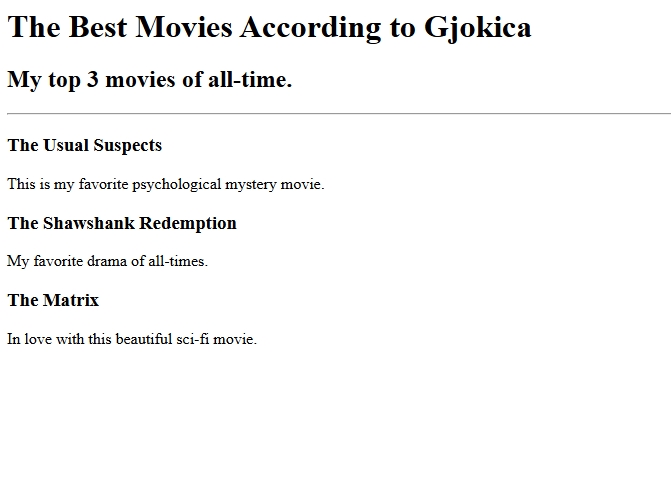 The Best Movies According to Gjokica
My top 3 movies of all-time.
The Usual Suspects
This is my favorite psychological mystery movie.
The Shawshank Redemption
My favorite drama of all-times.
The Matrix
In love with this beautiful sci-fi movie.